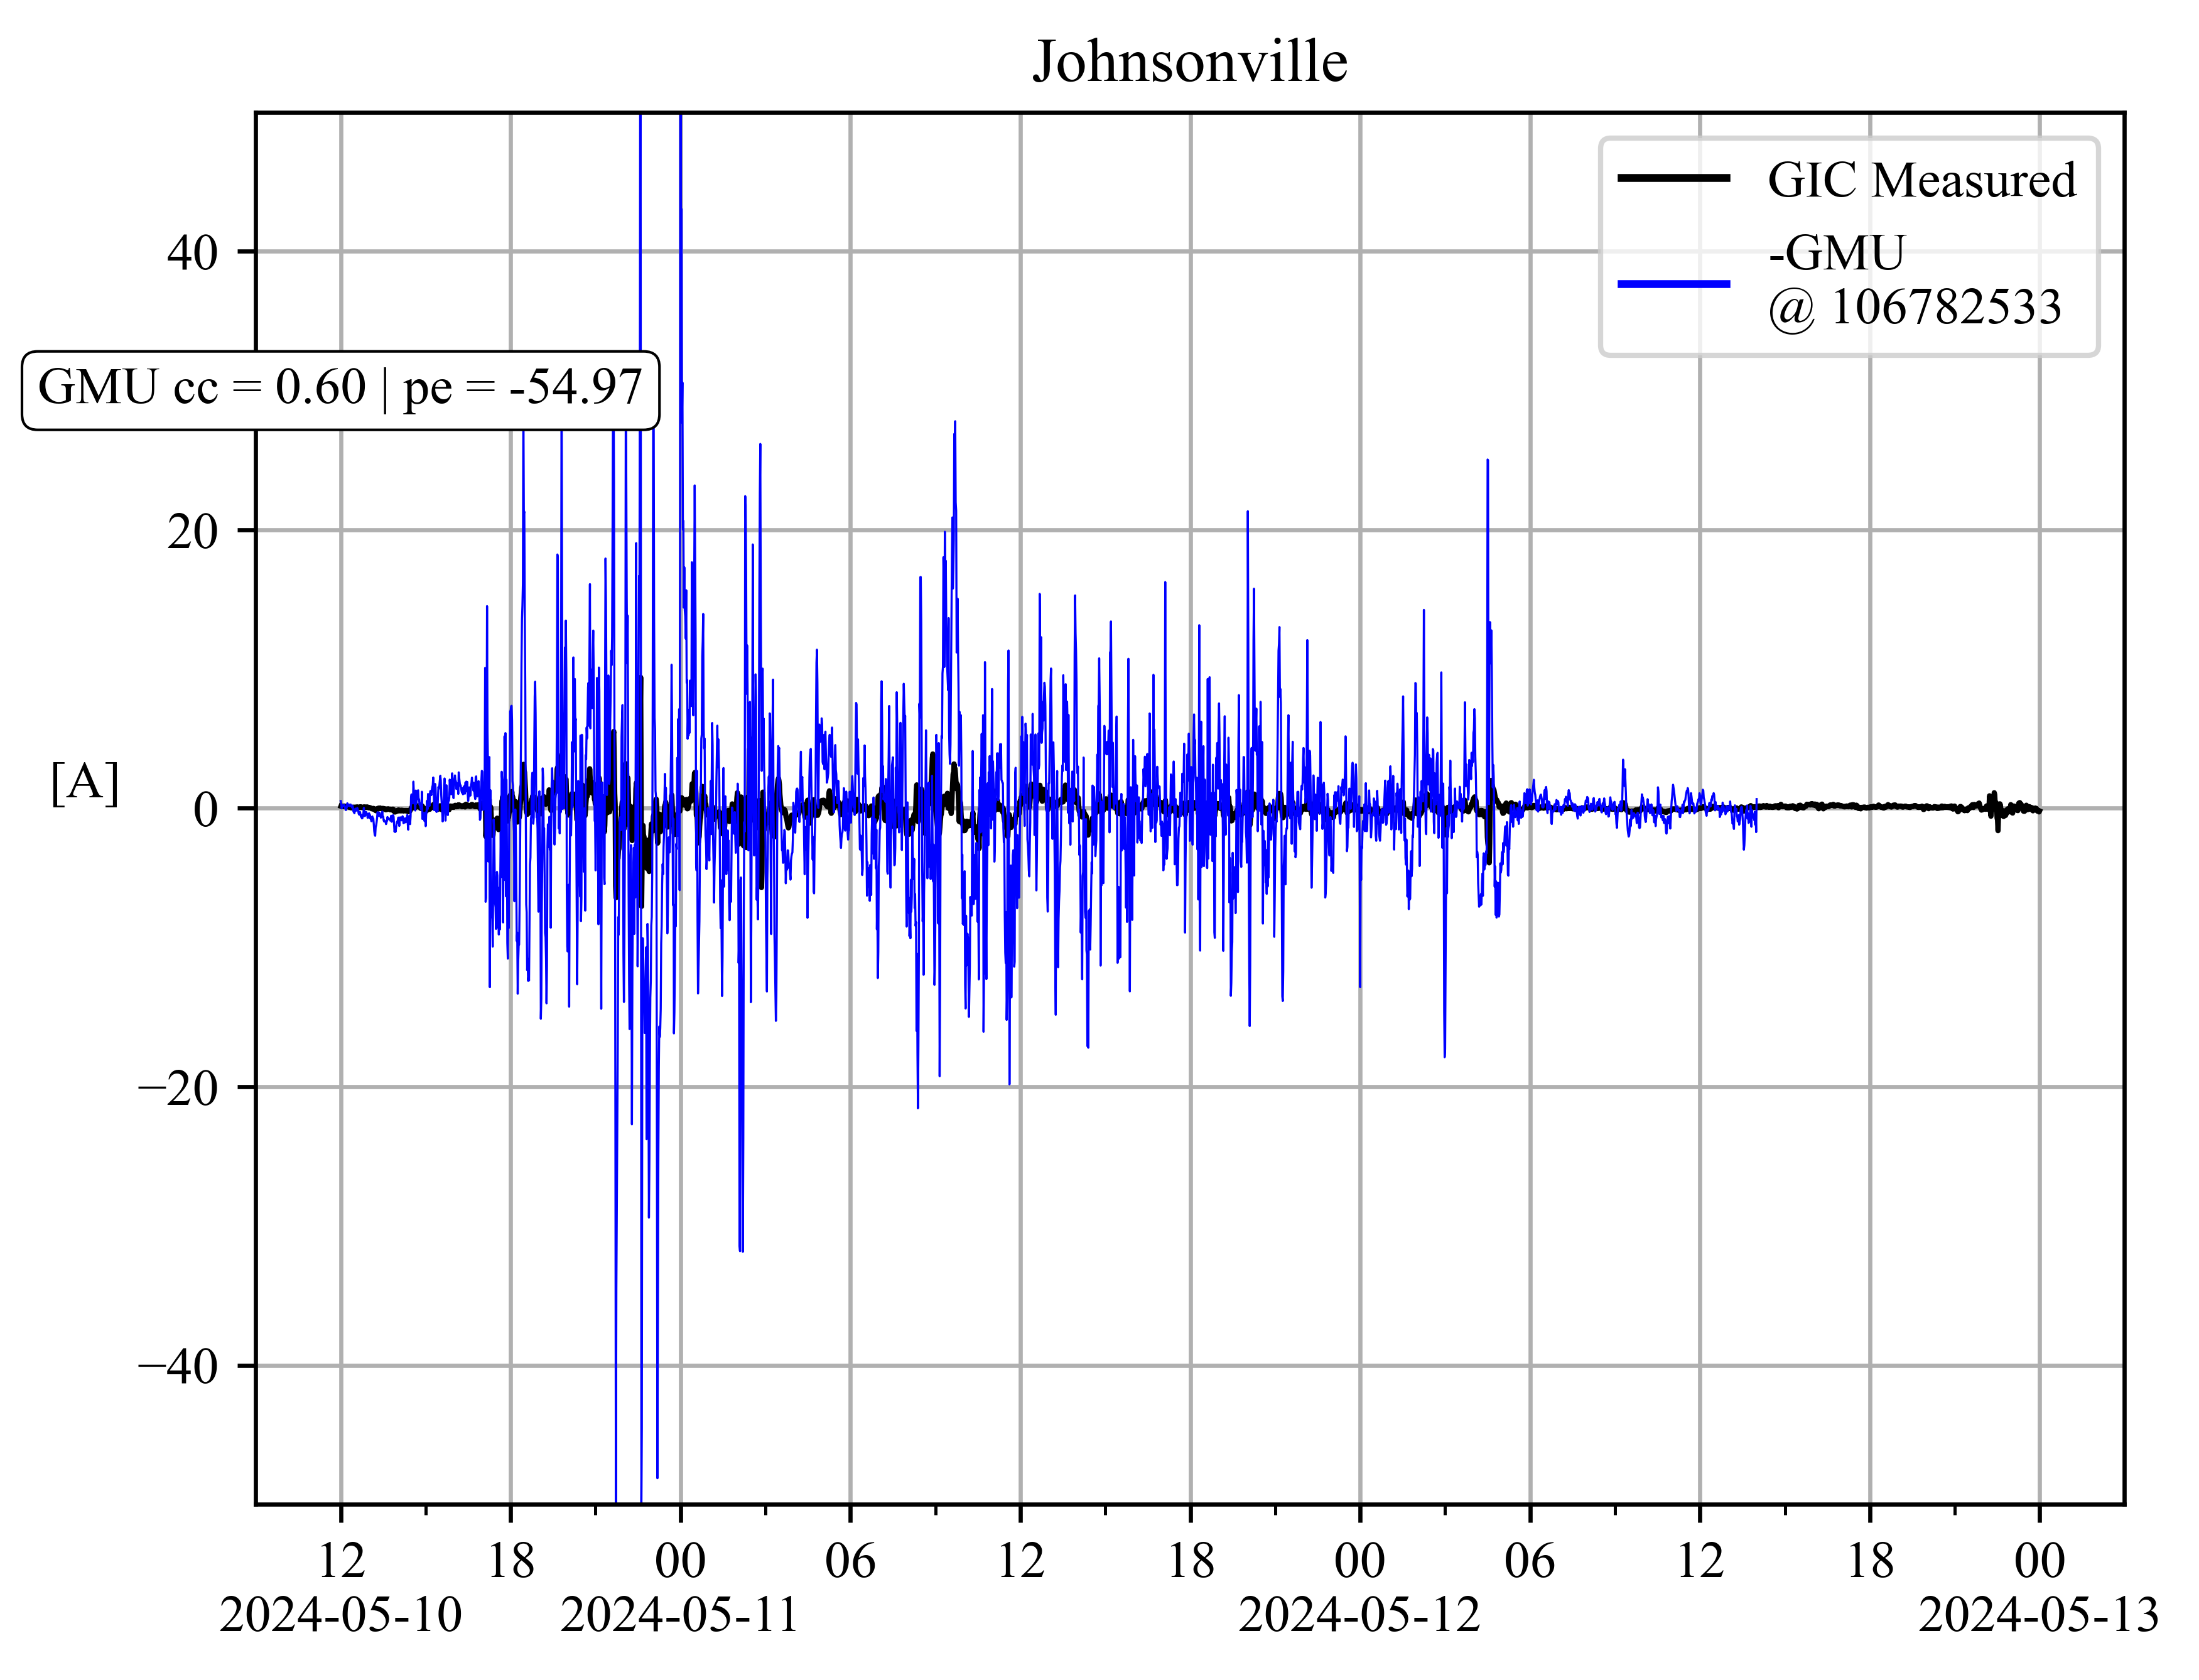 Johnsonville
GIC Measured
-GMU
@ 106782533
GMU cc = 0.60 | pe = -54.97
[A]
40
20
0
−20
−40
12 18 00 06 12 18 00 06 12 18 00
2024-05-10 2024-05-11 2024-05-12 2024-05-13